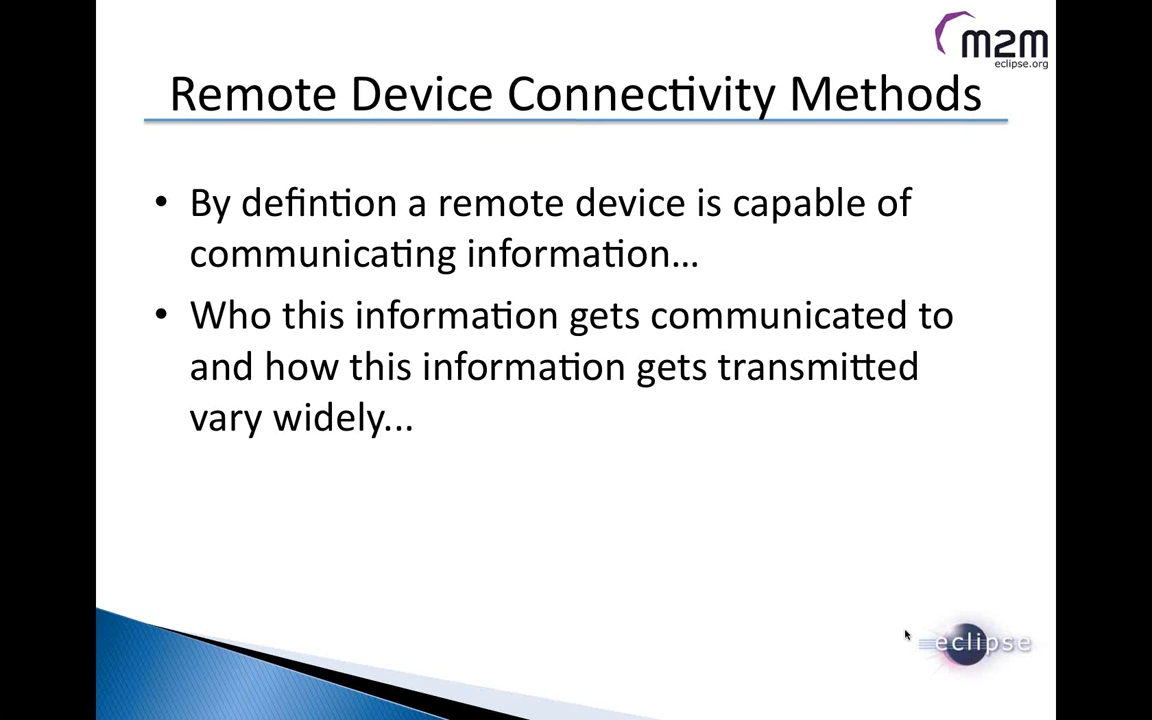 m2m
eclipse.org
Remote Device Connectivity Methods
• By defintion a remote device is capable of
communicating information...
• Who this information gets communicated to
and how this information gets transmitted
vary widely...
eclipse